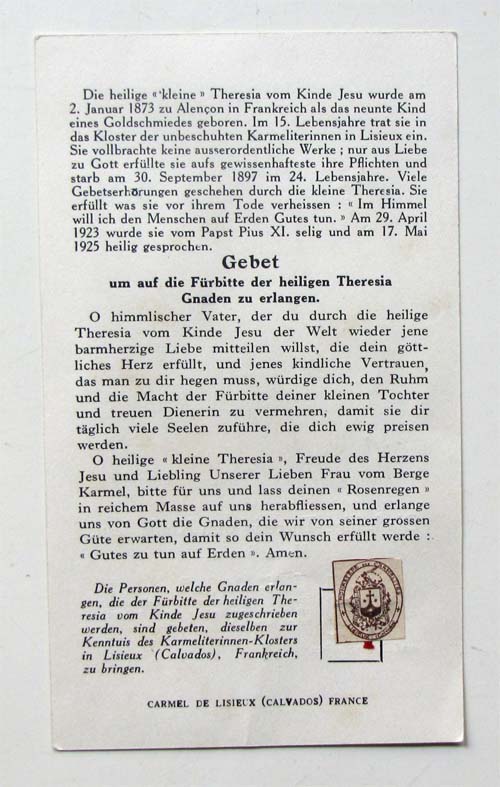 Die heilige « kleine » Theresia vom Kinde Jesu wurde am
2. Januar 1873 zu Alençon in Frankreich als das neunte Kind
eines Goldschmiedes geboren. Im 15. Lebensjahre trat sie in
das Kloster der unbeschuhten Karmeliterinnen in Lisieux ein.
Sie vollbrachte keine ausserordentliche Werke ; nur aus Liebe
zu Gott erfüllte sie aufs gewissenhafteste ihre Pflichten und
starb am 30. September 1897 im 24. Lebensjahre. Viele
Gebetserhörungen geschehen durch die kleine Theresia. Sie
erfüllt was sie vor ihrem Tode verheissen : « Im Himmel
will ich den Menschen auf Erden Gutes tun. » Am 29. April
1923 wurde sie vom Papst Pius XI. selig und am 17. Mai
1925 heilig gesprochen.
Gebet
um auf die Fürbitte der heiligen Theresia
Gnaden zu erlangen.
O himmlischer Vater, der du durch die heilige
Theresia vom Kinde Jesu der Welt wieder jene
barmherzige Liebe mitteilen willst, die dein gött-
liches Herz erfüllt, und jenes kindliche Vertrauen,
das man zu dir hegen muss, würdige dich, den Ruhm
und die Macht der Fürbitte deiner kleinen Tochter
und treuen Dienerin zu vermehren, damit sie dir
täglich viele Seelen zuführe, die dich ewig preisen
werden.
O heilige « kleine Theresia », Freude des Herzens
Jesu und Liebling Unserer Lieben Frau vom Berge
Karmel, bitte für uns und lass deinen « Rosenregen »
in reichem Masse auf uns herabfliessen, und erlange
uns von Gott die Gnaden, die wir von seiner grossen
Güte erwarten, damit so dein Wunsch erfüllt werde :
« Gutes zu tun auf Erden ». Amen.
Die Personen, welche Gnaden erlan-
gen, die der Fürbitte der heiligen The-
resia vom Kinde Jesu zugeschrieben
werden, sind gebeten, dieselben zur
Kenntuis des Karmeliterinnen-Klosters
in Lisieux (Calvados), Frankreich,
zu bringen.
CARMEL DE LISIEUX (CALVADOS) FRANCE